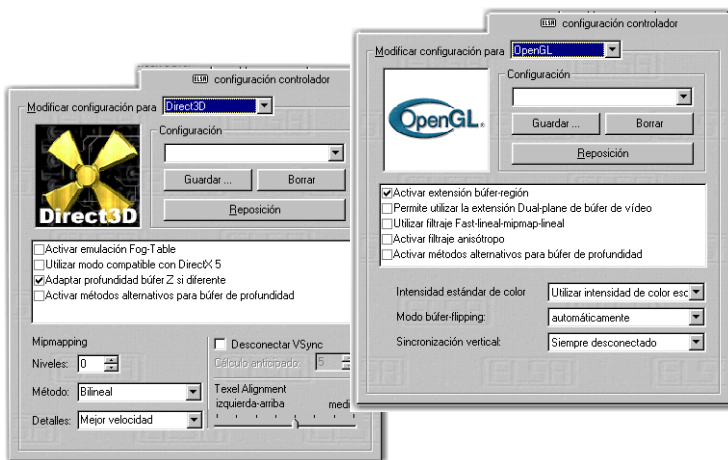 ELSA configuración controlador
Modificar configuración para Direct3D
Direct3D
Configuración
Guardar ... Borrar
Reposición
Activar emulación Fog-Table
Utilizar modo compatible con DirectX 5
Adaptar profundidad búfer Z si diferente
Activar métodos alternativos para búfer de profundidad
Mipmapping
Niveles: 0
Método: Bilineal
Detalles: Mejor velocidad
Desconectar VSync
Cálculo anticipado: 5
Texel Alignment
izquierda-arriba medi
ELSA configuración controlador
Modificar configuración para OpenGL
OpenGL
Configuración
Guardar ... Borrar
Reposición
Activar extensión búfer-región
Permite utilizar la extensión Dual-plane de búfer de vídeo
Utilizar filtraje Fast-lineal-mipmap-lineal
Activar filtraje anisótropo
Activar métodos alternativos para búfer de profundidad
Intensidad estándar de color Utilizar intensidad de color esc
Modo búfer-flipping: automáticamente
Sincronización vertical: Siempre desconectado